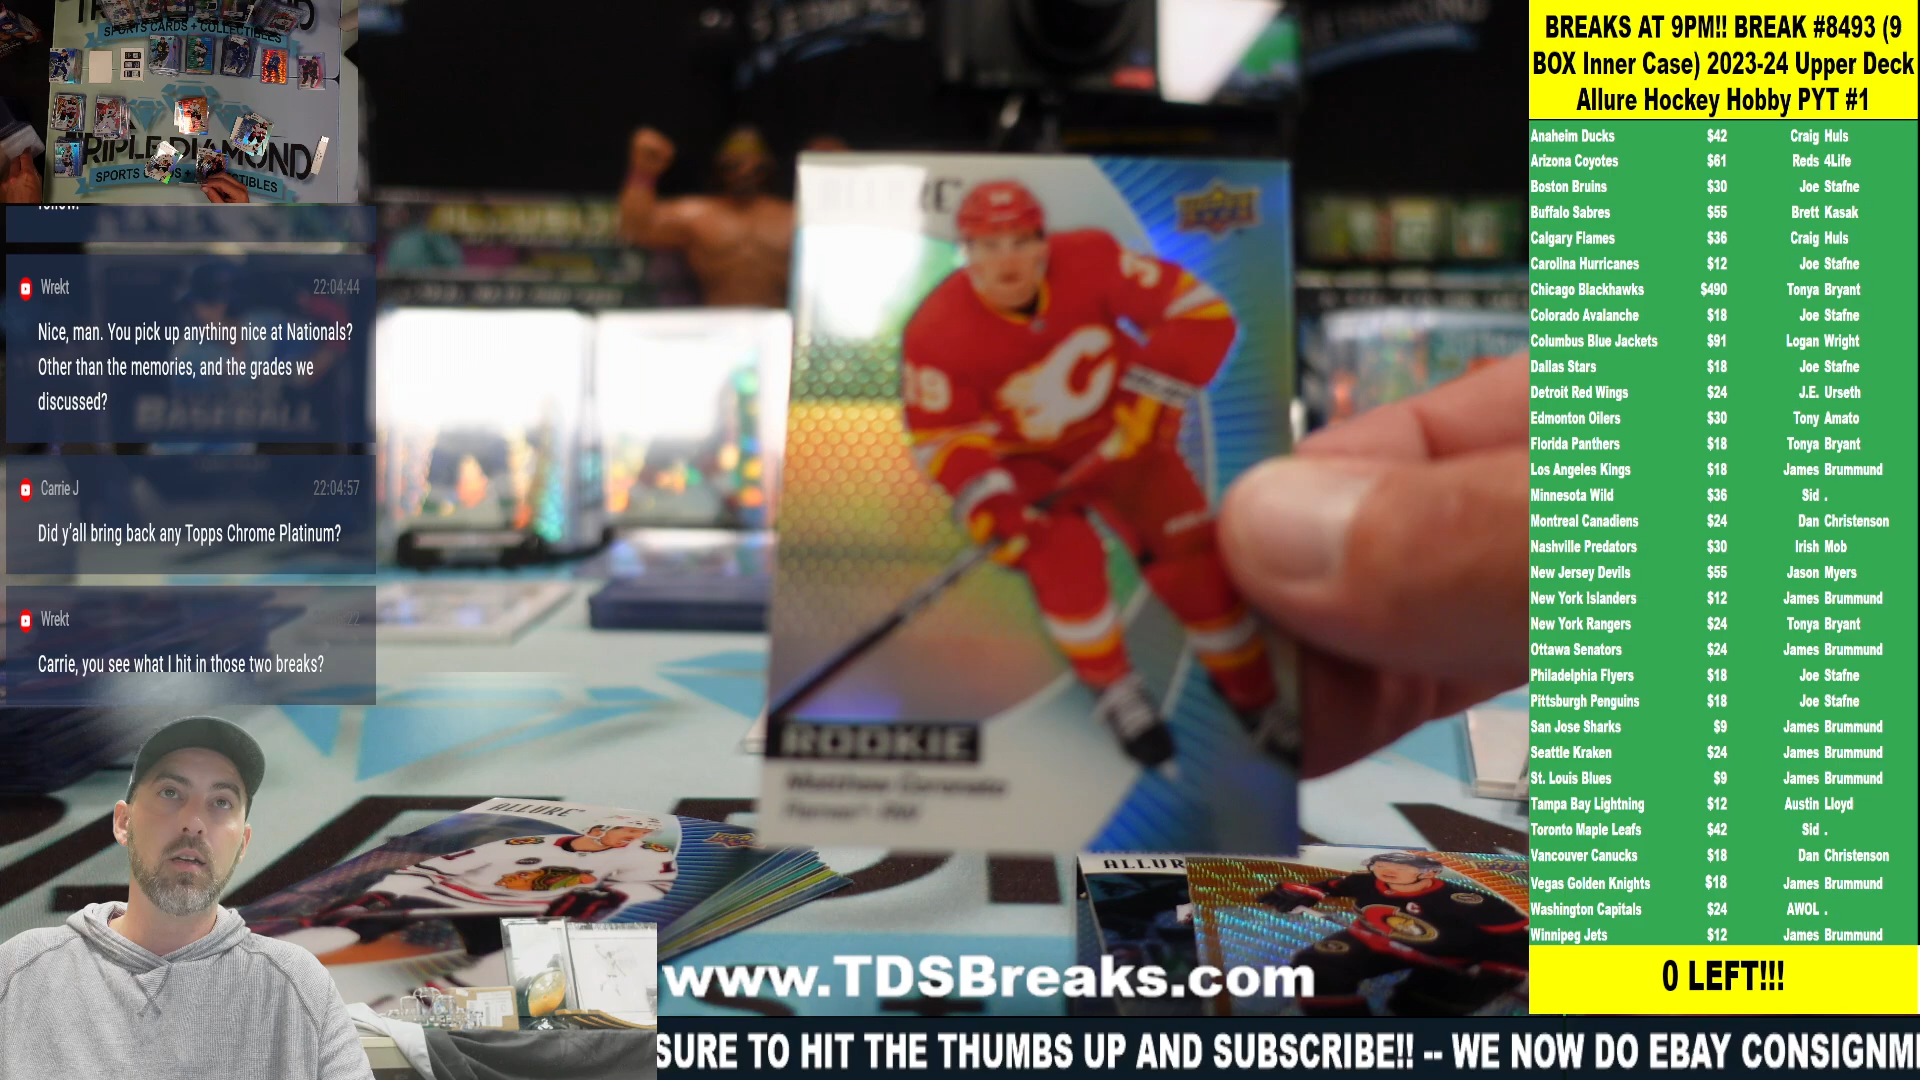 SPORTS CARDS + COLLECTIBLES
TRIPLE DIAMOND
Wrekt 22:04:44
Nice, man. You pick up anything nice at Nationals?
Other than the memories, and the grades we
discussed?
Carrie J 22:04:57
Did y'all bring back any Topps Chrome Platinum?
Wrekt
Carrie, you see what I hit in those two breaks?
ROOKIE
Matthew Coronato
ALLURE
www.TDSBreaks.com
SURE TO HIT THE THUMBS UP AND SUBSCRIBE!! -- WE NOW DO EBAY CONSIGNM
BREAKS AT 9PM!! BREAK #8493 (9
BOX Inner Case) 2023-24 Upper Deck
Allure Hockey Hobby PYT #1
Anaheim Ducks $42 Craig Huls
Arizona Coyotes $61 Reds 4Life
Boston Bruins $30 Joe Stafne
Buffalo Sabres $55 Brett Kasak
Calgary Flames $36 Craig Huls
Carolina Hurricanes $12 Joe Stafne
Chicago Blackhawks $490 Tonya Bryant
Colorado Avalanche $18 Joe Stafne
Columbus Blue Jackets $91 Logan Wright
Dallas Stars $18 Joe Stafne
Detroit Red Wings $24 J.E. Urseth
Edmonton Oilers $30 Tony Amato
Florida Panthers $18 Tonya Bryant
Los Angeles Kings $18 James Brummund
Minnesota Wild $36 Sid .
Montreal Canadiens $24 Dan Christenson
Nashville Predators $30 Irish Mob
New Jersey Devils $55 Jason Myers
New York Islanders $12 James Brummund
New York Rangers $24 Tonya Bryant
Ottawa Senators $24 James Brummund
Philadelphia Flyers $18 Joe Stafne
Pittsburgh Penguins $18 Joe Stafne
San Jose Sharks $9 James Brummund
Seattle Kraken $24 James Brummund
St. Louis Blues $9 James Brummund
Tampa Bay Lightning $12 Austin Lloyd
Toronto Maple Leafs $42 Sid .
Vancouver Canucks $18 Dan Christenson
Vegas Golden Knights $18 James Brummund
Washington Capitals $24 AWOL .
Winnipeg Jets $12 James Brummund
0 LEFT!!!